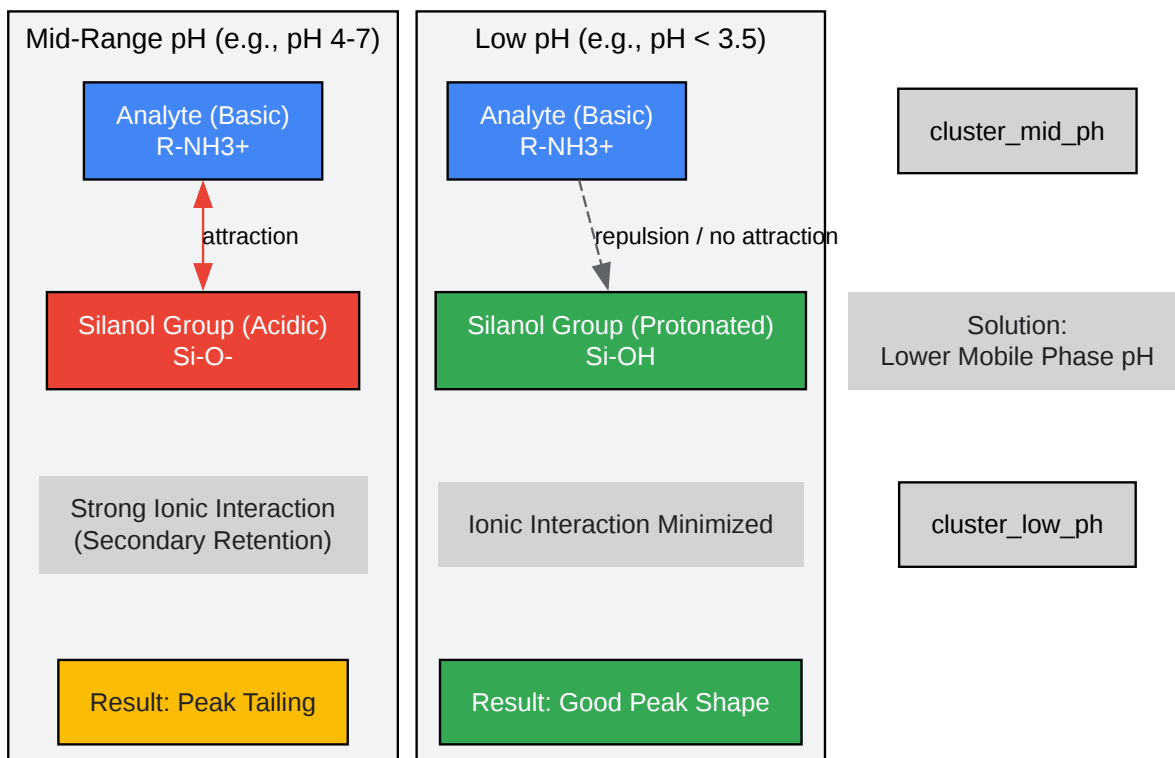 Mid-Range pH (e.g., pH 4-7)
Analyte (Basic)
R-NH3+
attraction
Silanol Group (Acidic)
Si-O-
Strong Ionic Interaction
(Secondary Retention)
Result: Peak Tailing
Low pH (e.g., pH < 3.5)
Analyte (Basic)
R-NH3+
repulsion / no attraction
Silanol Group (Protonated)
Si-OH
Ionic Interaction Minimized
Result: Good Peak Shape
cluster_mid_ph
Solution:
Lower Mobile Phase pH
cluster_low_ph